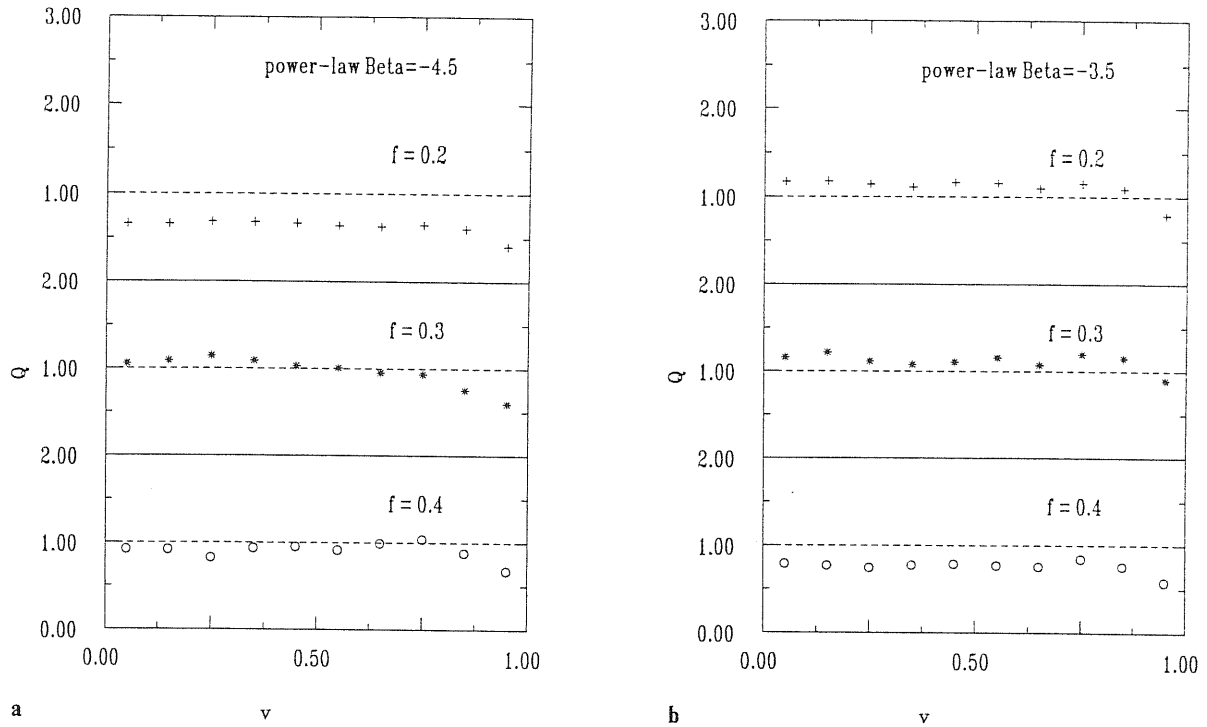 3.00
power-law Beta=-4.5
2.00
f = 0.2
1.00
2.00
f = 0.3
1.00
Q
2.00
f = 0.4
1.00
0.00
0.00 0.50 1.00
a v
3.00
power-law Beta=-3.5
2.00
f = 0.2
1.00
2.00
f = 0.3
1.00
Q
2.00
f = 0.4
1.00
0.00
0.00 0.50 1.00
b v